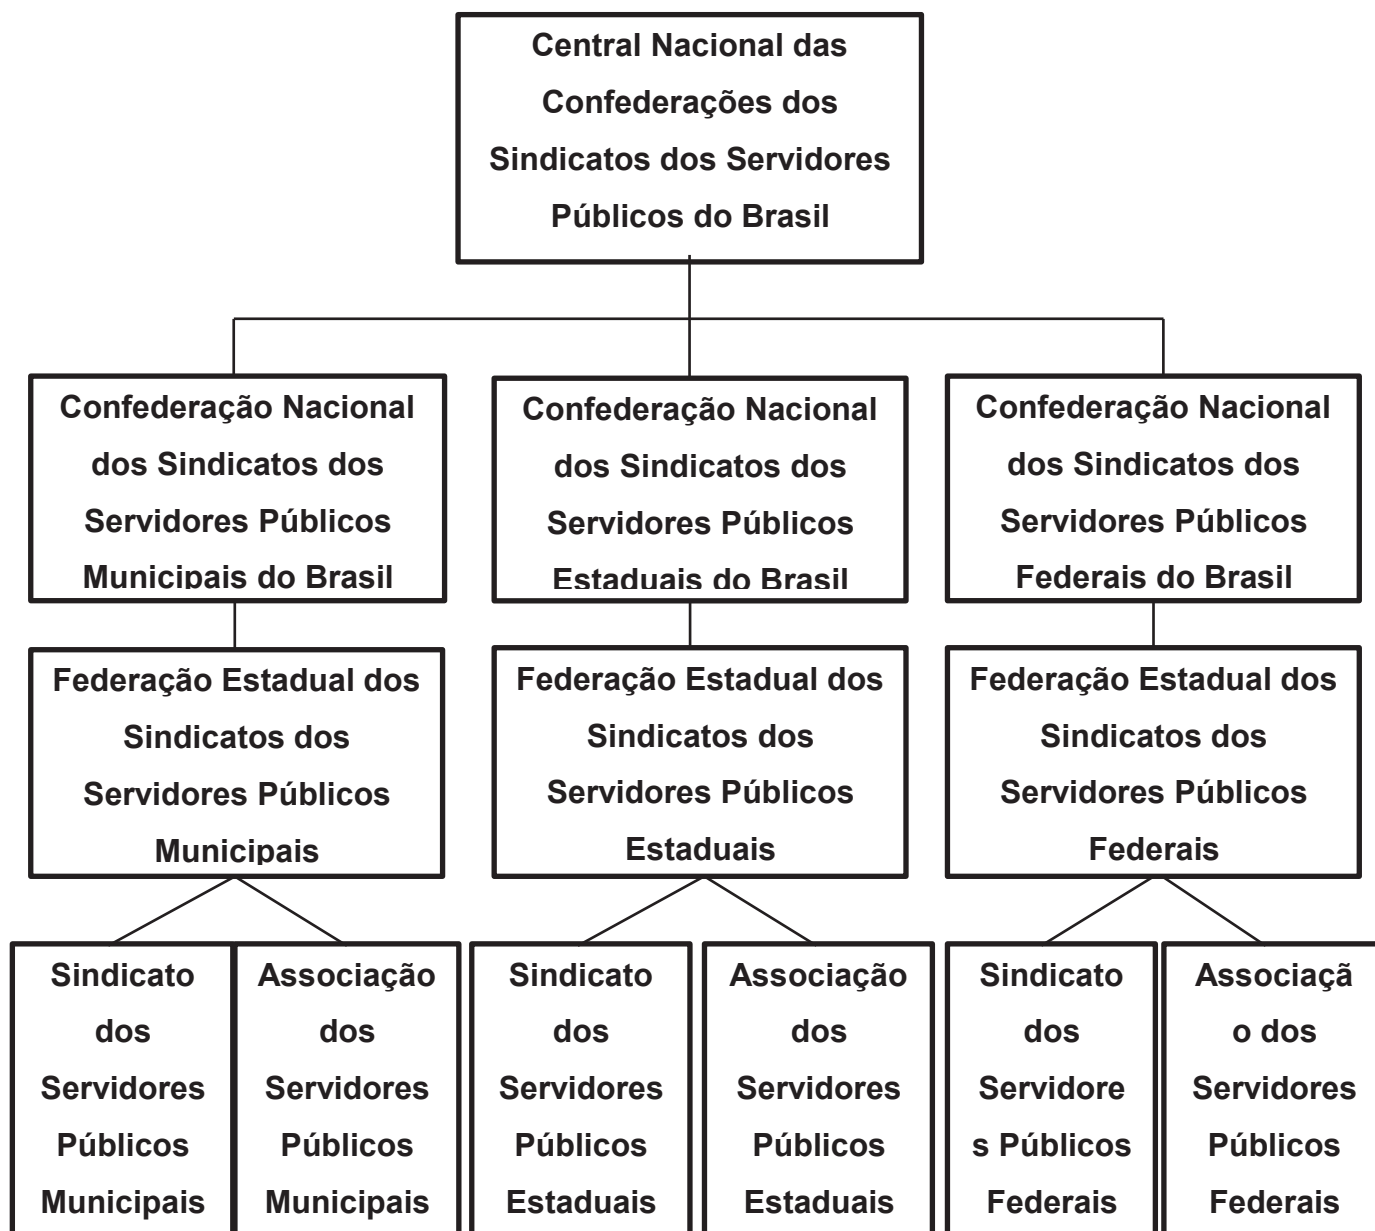 Central Nacional das
Confederações dos
Sindicatos dos Servidores
Públicos do Brasil
Confederação Nacional
dos Sindicatos dos
Servidores Públicos
Municipais do Brasil
Confederação Nacional
dos Sindicatos dos
Servidores Públicos
Estaduais do Brasil
Confederação Nacional
dos Sindicatos dos
Servidores Públicos
Federais do Brasil
Federação Estadual dos
Sindicatos dos
Servidores Públicos
Municipais
Federação Estadual dos
Sindicatos dos
Servidores Públicos
Estaduais
Federação Estadual dos
Sindicatos dos
Servidores Públicos
Federais
Sindicato
dos
Servidores
Públicos
Municipais
Associação
dos
Servidores
Públicos
Municipais
Sindicato
dos
Servidores
Públicos
Estaduais
Associação
dos
Servidores
Públicos
Estaduais
Sindicato
dos
Servidore
s Públicos
Federais
Associaçã
o dos
Servidores
Públicos
Federais